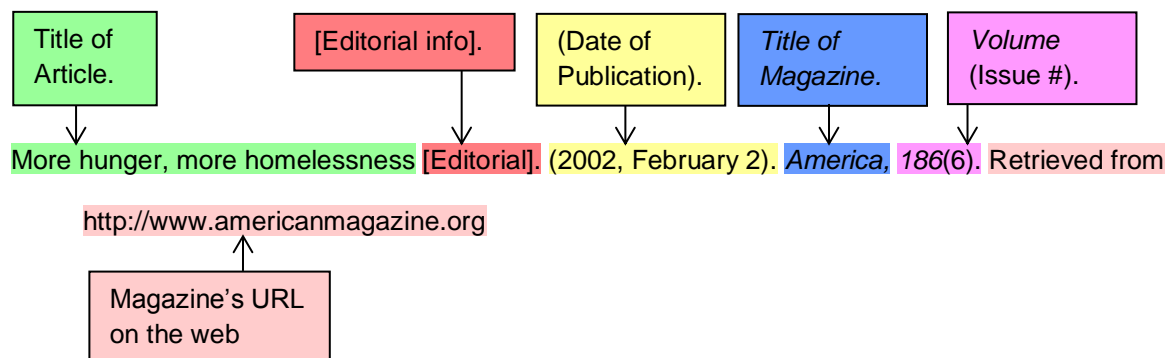 Title of
Article.
[Editorial info].
(Date of
Publication).
Title of
Magazine.
Volume
(Issue #).
More hunger, more homelessness [Editorial]. (2002, February 2). America, 186(6). Retrieved from
http://www.americanmagazine.org
Magazine’s URL
on the web